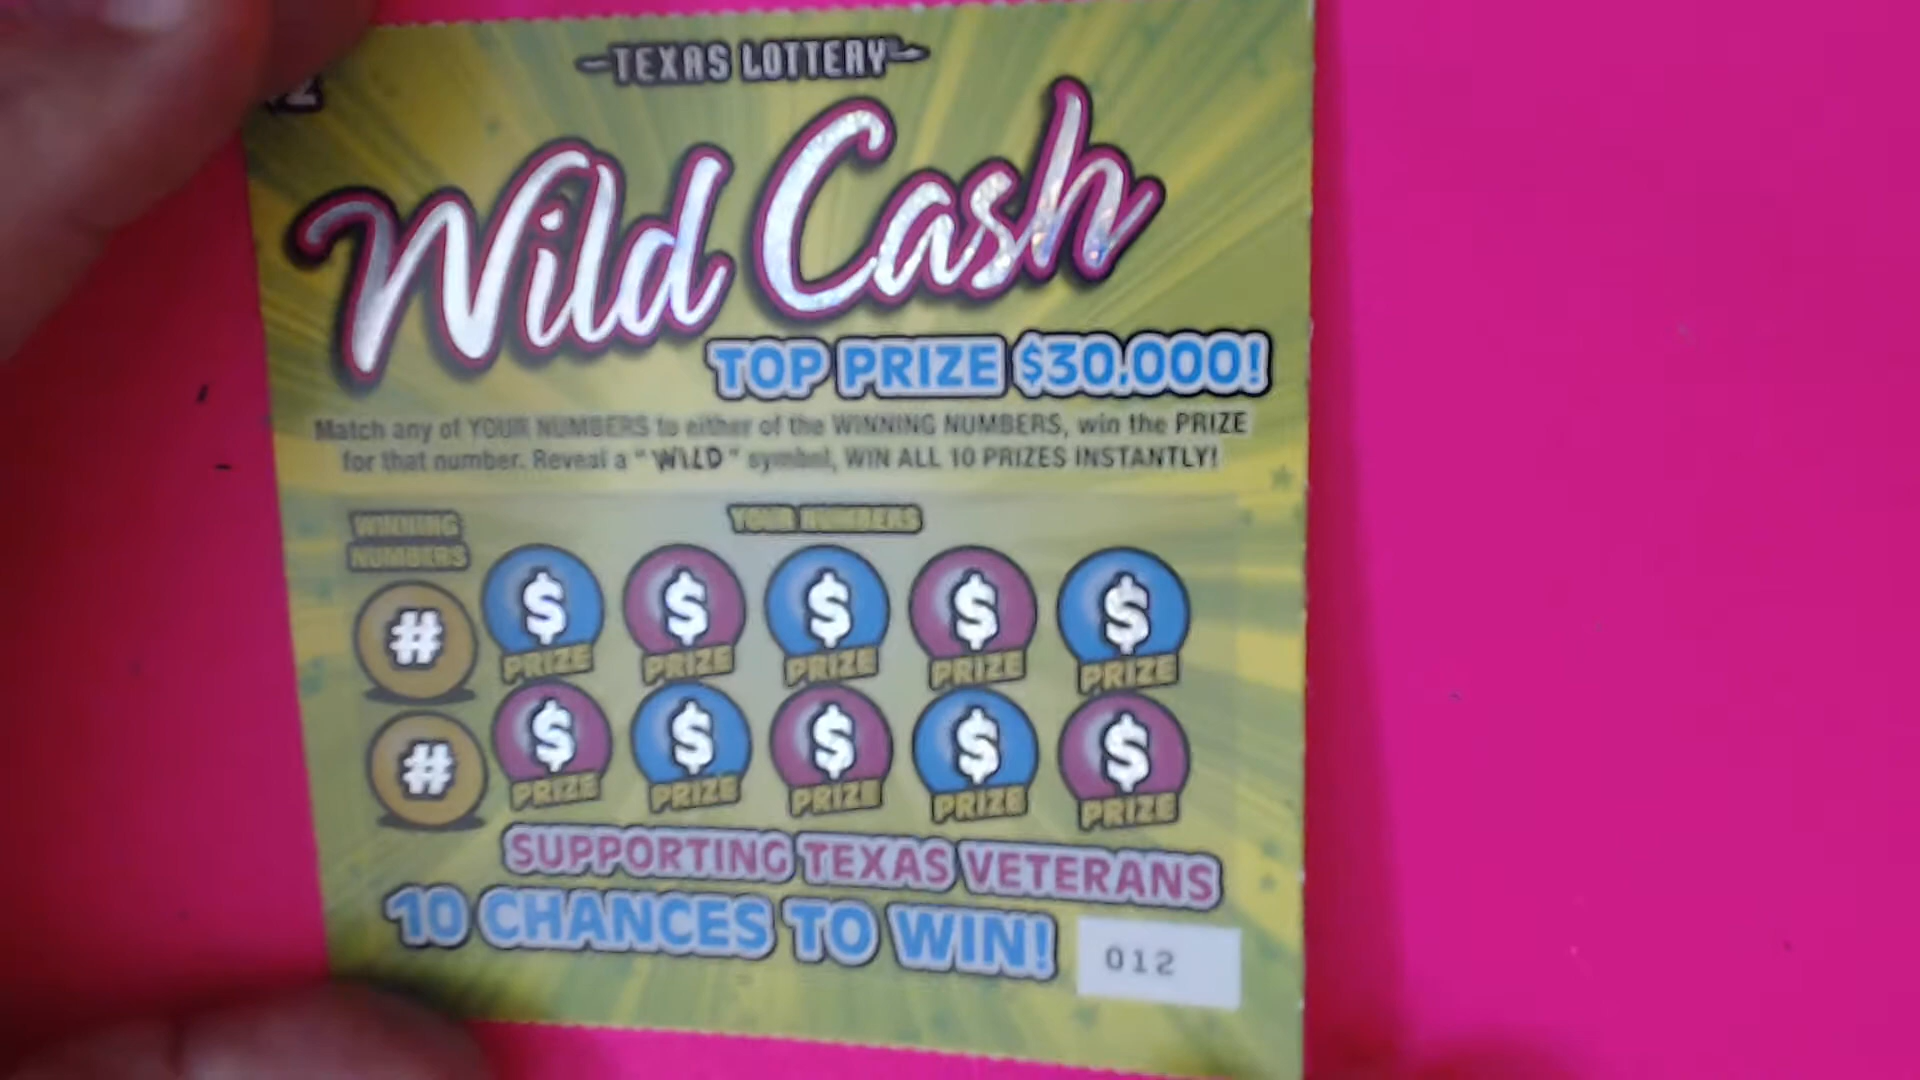 TEXAS LOTTERY
Wild Cash
TOP PRIZE $30,000!
Match any of YOUR NUMBERS to either of the WINNING NUMBERS, win the PRIZE
for that number. Reveal a "WILD" symbol, WIN ALL 10 PRIZES INSTANTLY!
WINNING
NUMBERS
YOUR NUMBERS
# $ $ $ $ $
PRIZE PRIZE PRIZE PRIZE PRIZE
# $ $ $ $ $
PRIZE PRIZE PRIZE PRIZE PRIZE
SUPPORTING TEXAS VETERANS
10 CHANCES TO WIN!
012